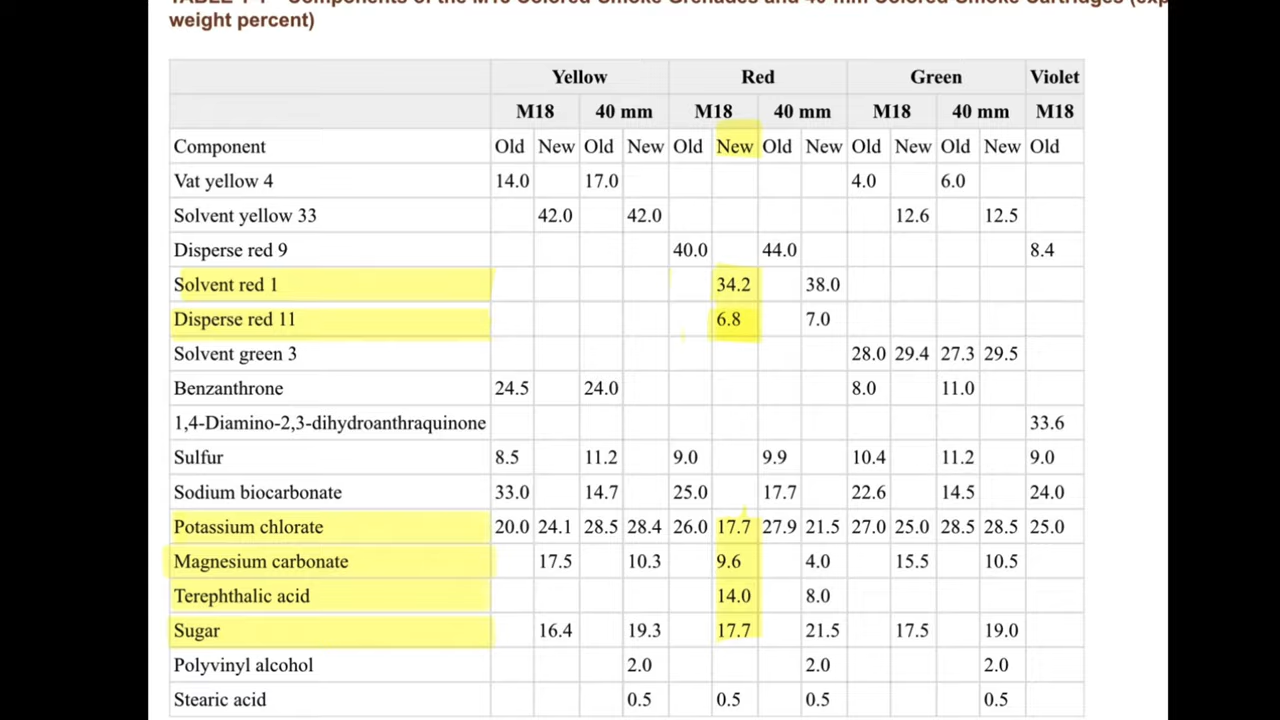 weight percent)
Yellow Red Green Violet
M18 40 mm M18 40 mm M18 40 mm M18
Component Old New Old New Old New Old New Old New Old New Old
Vat yellow 4 14.0 17.0 4.0 6.0
Solvent yellow 33 42.0 42.0 12.6 12.5
Disperse red 9 40.0 44.0 8.4
Solvent red 1 34.2 38.0
Disperse red 11 6.8 7.0
Solvent green 3 28.0 29.4 27.3 29.5
Benzanthrone 24.5 24.0 8.0 11.0
1,4-Diamino-2,3-dihydroanthraquinone 33.6
Sulfur 8.5 11.2 9.0 9.9 10.4 11.2 9.0
Sodium biocarbonate 33.0 14.7 25.0 17.7 22.6 14.5 24.0
Potassium chlorate 20.0 24.1 28.5 28.4 26.0 17.7 27.9 21.5 27.0 25.0 28.5 28.5 25.0
Magnesium carbonate 17.5 10.3 9.6 4.0 15.5 10.5
Terephthalic acid 14.0 8.0
Sugar 16.4 19.3 17.7 21.5 17.5 19.0
Polyvinyl alcohol 2.0 2.0 2.0
Stearic acid 0.5 0.5 0.5 0.5